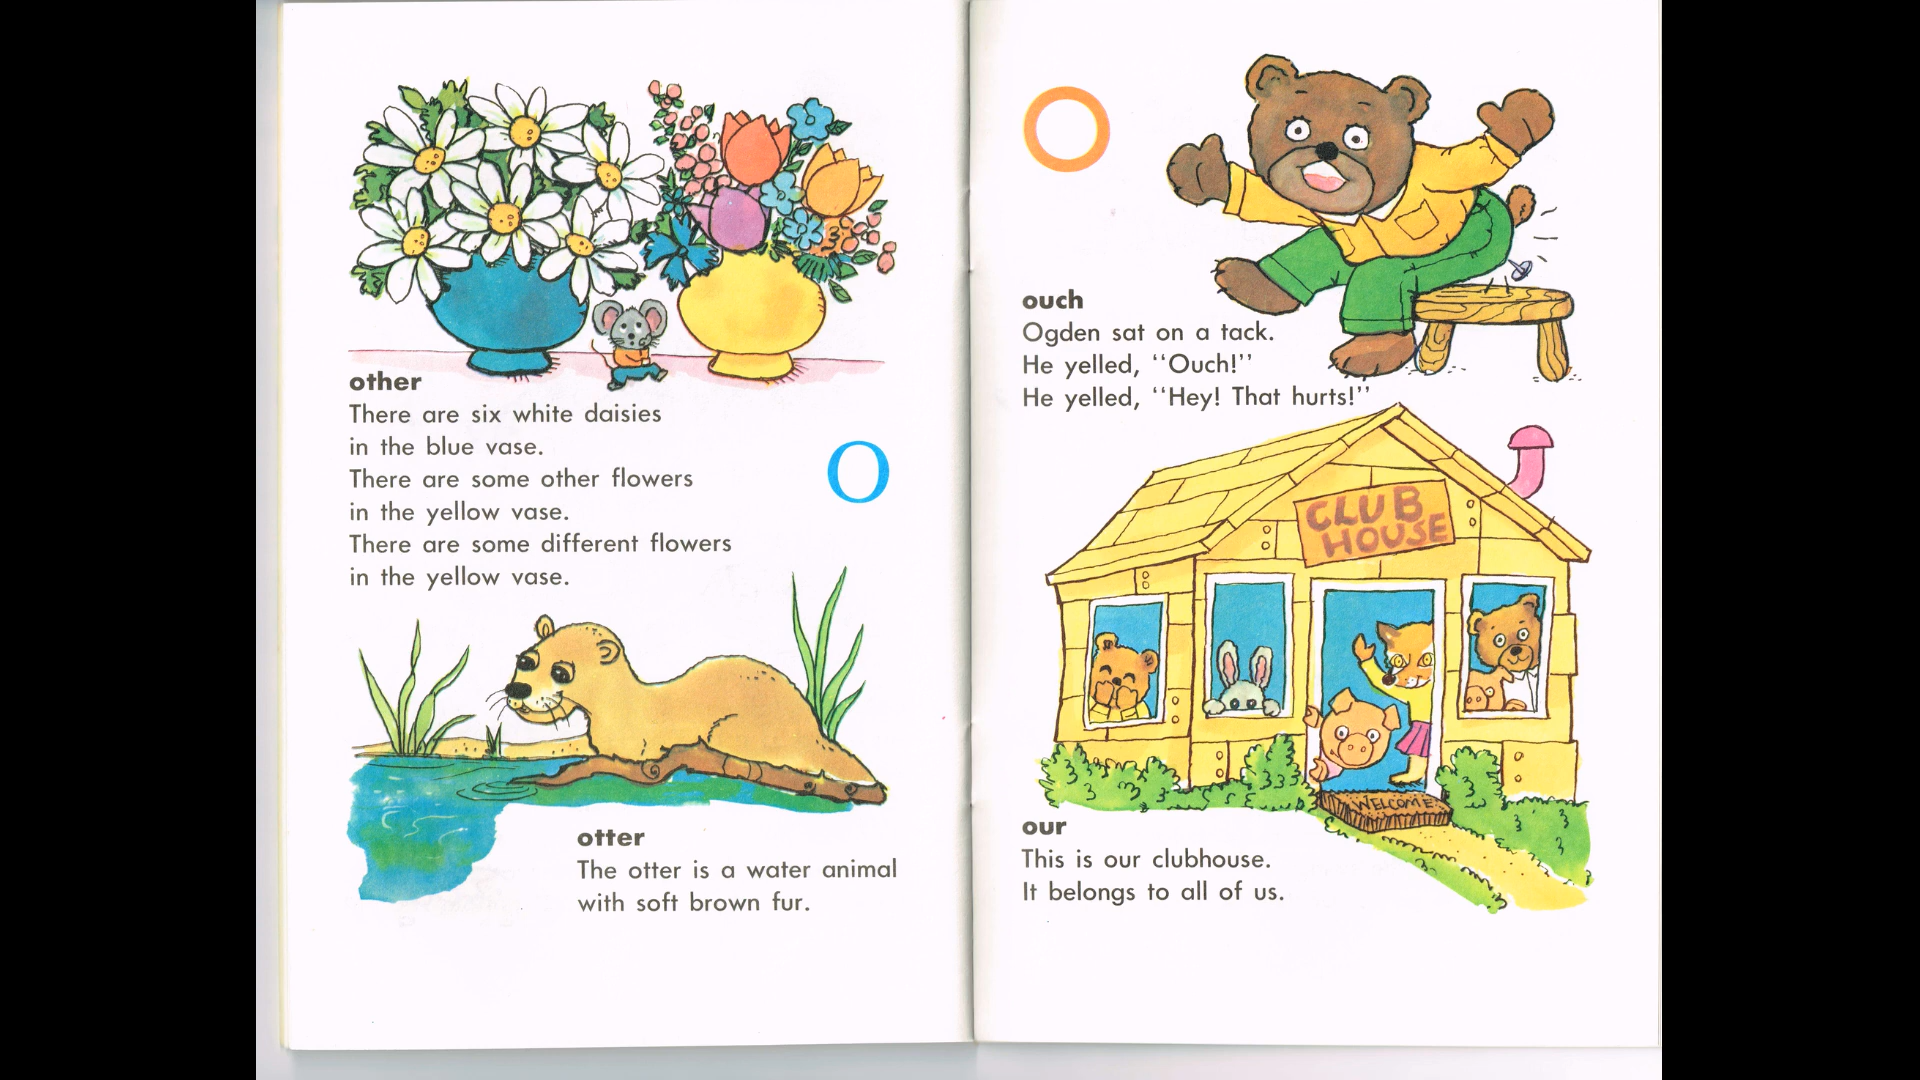 other
There are six white daisies
in the blue vase.
There are some other flowers
in the yellow vase.
There are some different flowers
in the yellow vase.
O
otter
The otter is a water animal
with soft brown fur.
O
ouch
Ogden sat on a tack.
He yelled, “Ouch!”
He yelled, “Hey! That hurts!”
CLUB
HOUSE
WELCOME
our
This is our clubhouse.
It belongs to all of us.